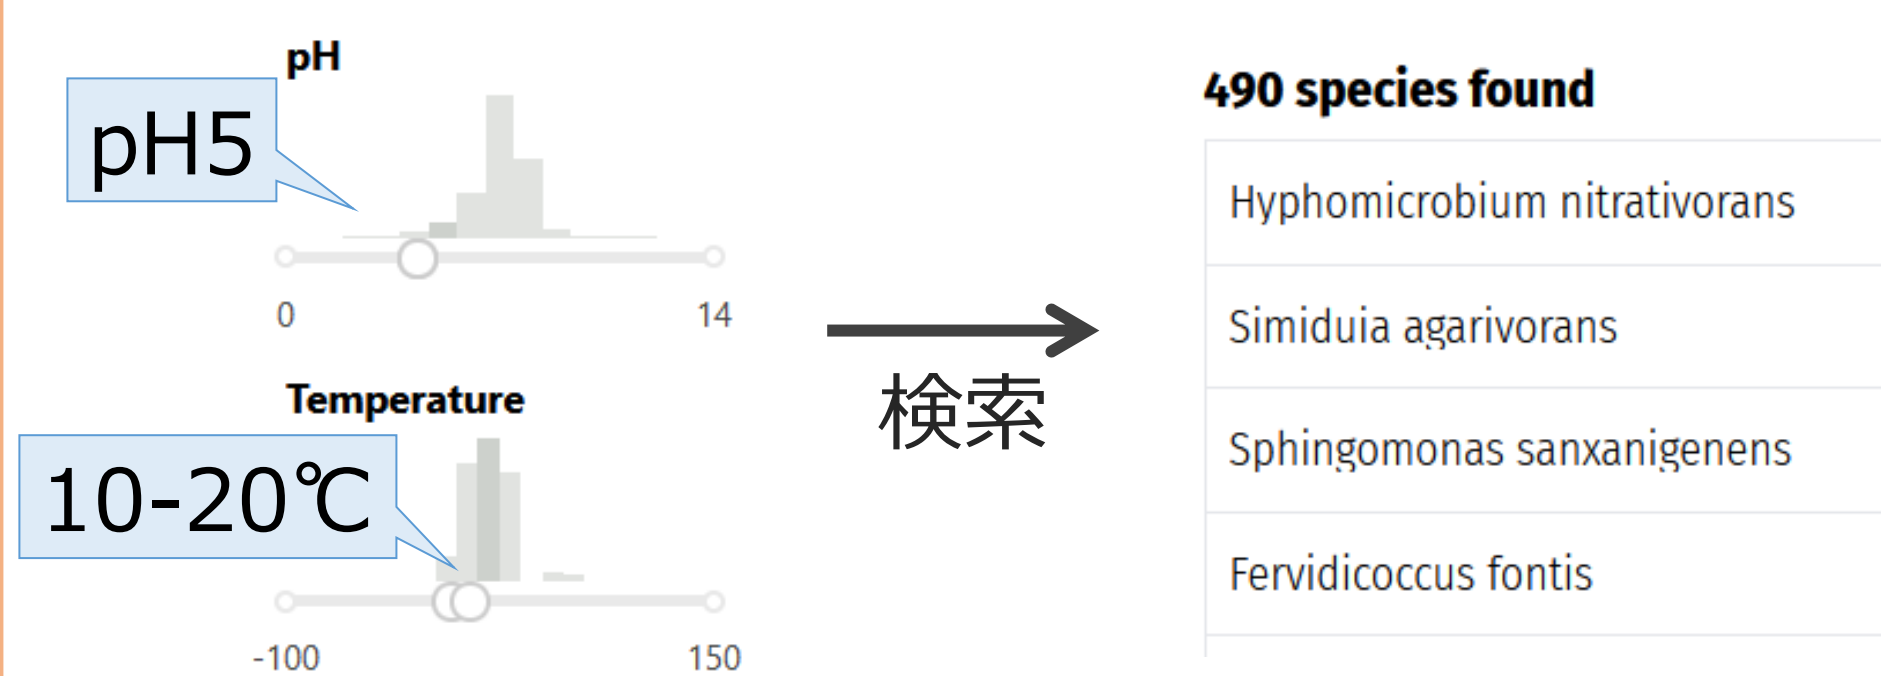 pH
pH5
0
14
Temperature
10-20℃
-100
150
検索
490 species found
Hyphomicrobium nitrativorans
Simiduia agarivorans
Sphingomonas sanxanigenens
Fervidicoccus fontis